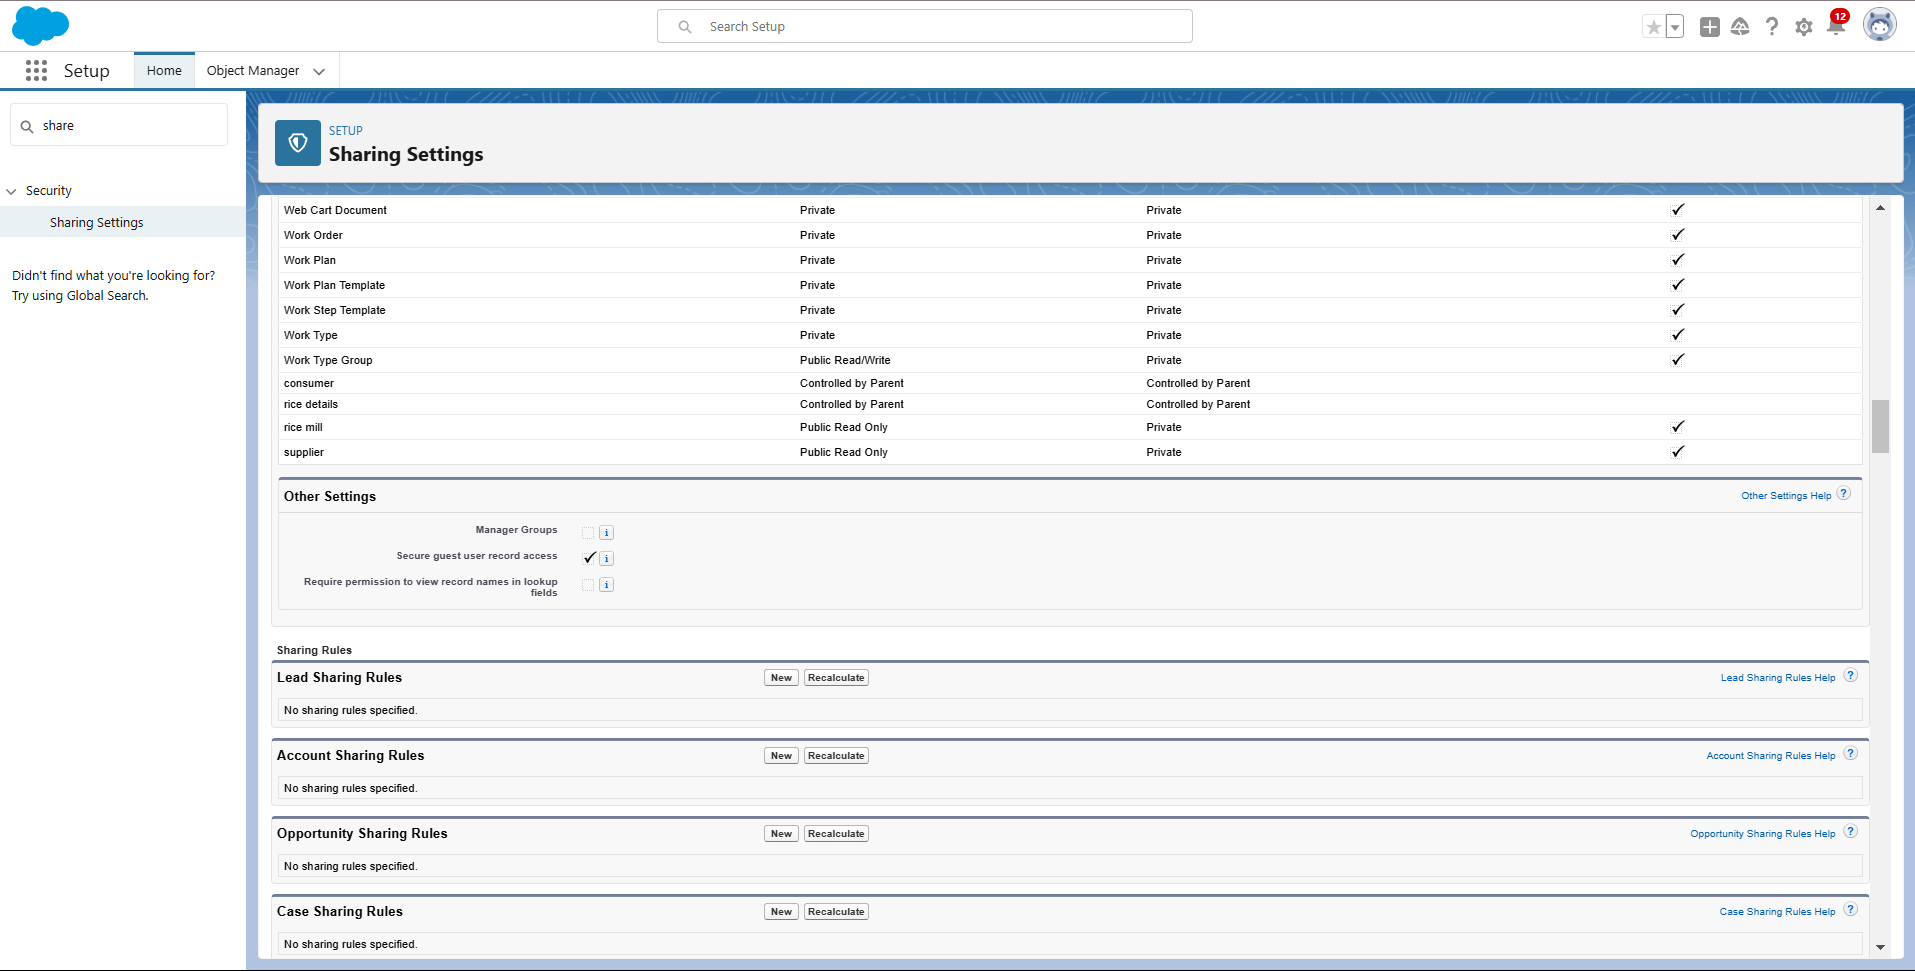 Search Setup
12
Setup
Home
Object Manager
share
Security
Sharing Settings
Didn't find what you're looking for?
Try using Global Search.
SETUP
Sharing Settings
Web Cart Document Private Private
Work Order Private Private
Work Plan Private Private
Work Plan Template Private Private
Work Step Template Private Private
Work Type Private Private
Work Type Group Public Read/Write Private
consumer Controlled by Parent Controlled by Parent
rice details Controlled by Parent Controlled by Parent
rice mill Public Read Only Private
supplier Public Read Only Private
Other Settings Other Settings Help ?
Manager Groups i
Secure guest user record access i
Require permission to view record names in lookup i
fields
Sharing Rules
Lead Sharing Rules New Recalculate Lead Sharing Rules Help ?
No sharing rules specified.
Account Sharing Rules New Recalculate Account Sharing Rules Help ?
No sharing rules specified.
Opportunity Sharing Rules New Recalculate Opportunity Sharing Rules Help ?
No sharing rules specified.
Case Sharing Rules New Recalculate Case Sharing Rules Help ?
No sharing rules specified.